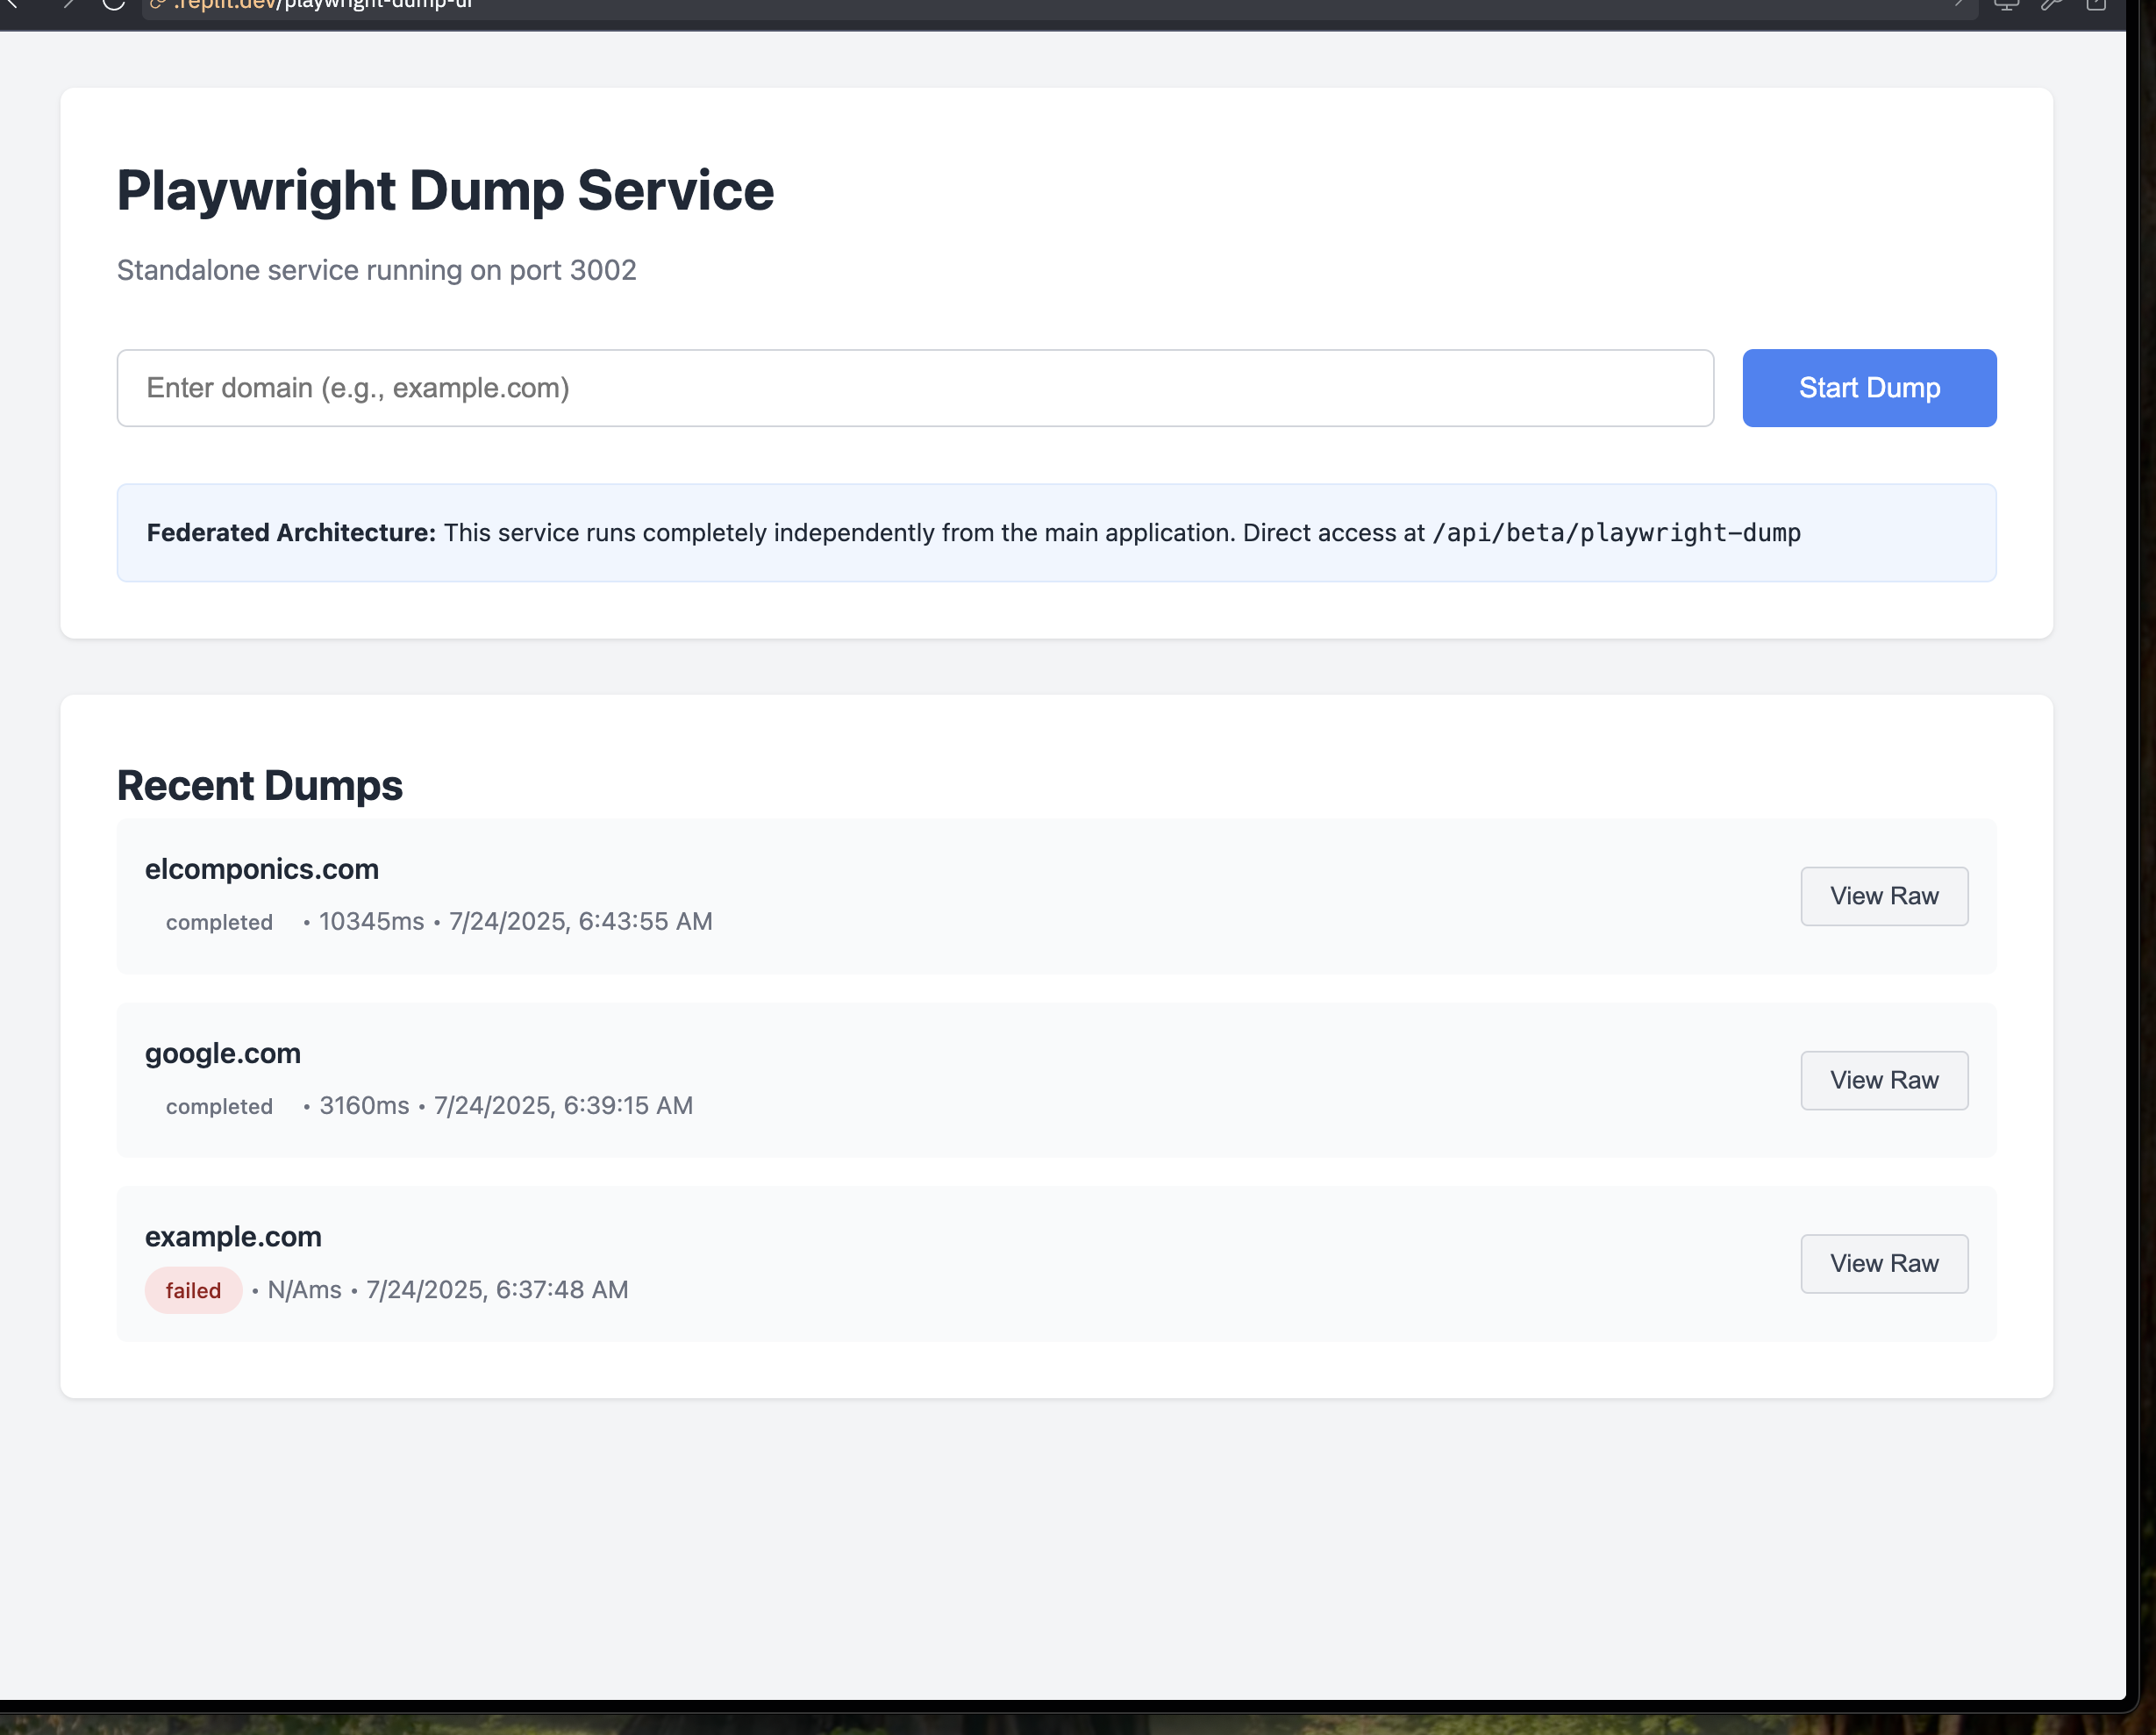 .replit.dev/playwright-dump-ui
Playwright Dump Service
Standalone service running on port 3002
Enter domain (e.g., example.com)
Start Dump
Federated Architecture: This service runs completely independently from the main application. Direct access at /api/beta/playwright-dump
Recent Dumps
elcomponics.com
completed • 10345ms • 7/24/2025, 6:43:55 AM
View Raw
google.com
completed • 3160ms • 7/24/2025, 6:39:15 AM
View Raw
example.com
failed • N/Ams • 7/24/2025, 6:37:48 AM
View Raw